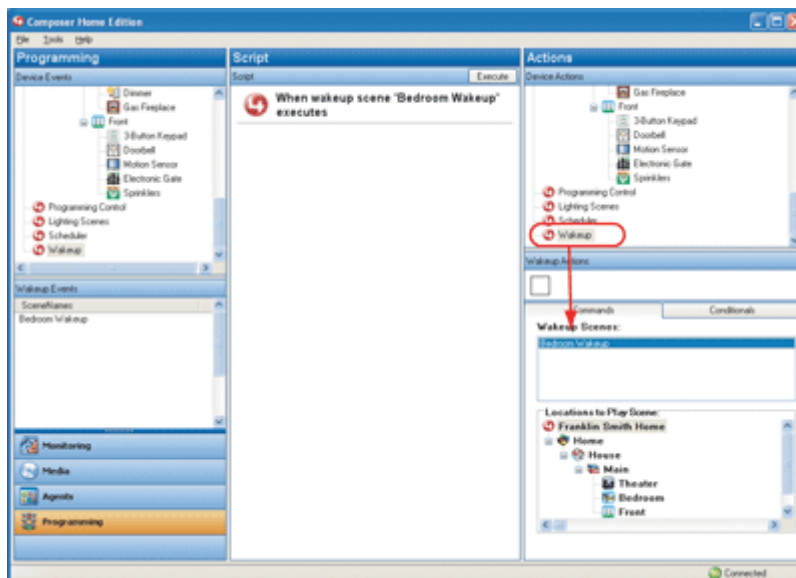 Composer Home Edition
File Tools Help
Programming
Device Events
Dimmer
Gas Fireplace
Front
3-Button Keypad
Doorbell
Motion Sensor
Electronic Gate
Sprinklers
Programming Control
Lighting Scenes
Scheduler
Wakeup
Wakeup Events
SceneNames
Bedroom Wakeup
Monitoring
Media
Agents
Programming
Script
Script Execute
When wakeup scene "Bedroom Wakeup"
executes
Actions
Device Actions
Gas Fireplace
Front
3-Button Keypad
Doorbell
Motion Sensor
Electronic Gate
Sprinklers
Programming Control
Lighting Scenes
Scheduler
Wakeup
Wakeup Actions
Commands Conditionals
Wakeup Scenes:
Bedroom Wakeup
Locations to Play Scene:
Franklin Smith Home
Home
House
Main
Theater
Bedroom
Front
Connected